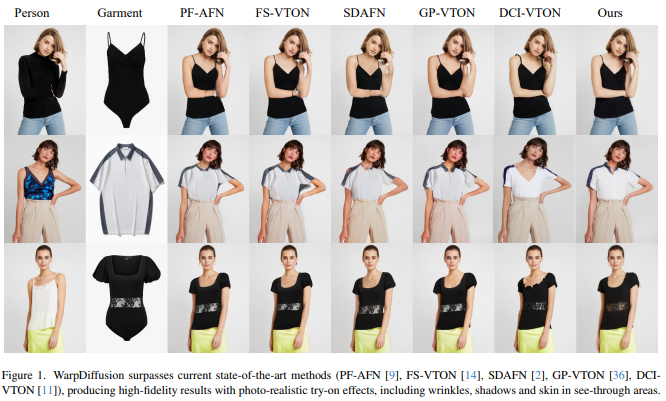 Person Garment PF-AFN FS-VTON SDAFN GP-VTON DCI-VTON Ours
Figure 1. WarpDiffusion surpasses current state-of-the-art methods (PF-AFN [9], FS-VTON [14], SDAFN [2], GP-VTON [36], DCI-
VTON [11]), producing high-fidelity results with photo-realistic try-on effects, including wrinkles, shadows and skin in see-through areas.